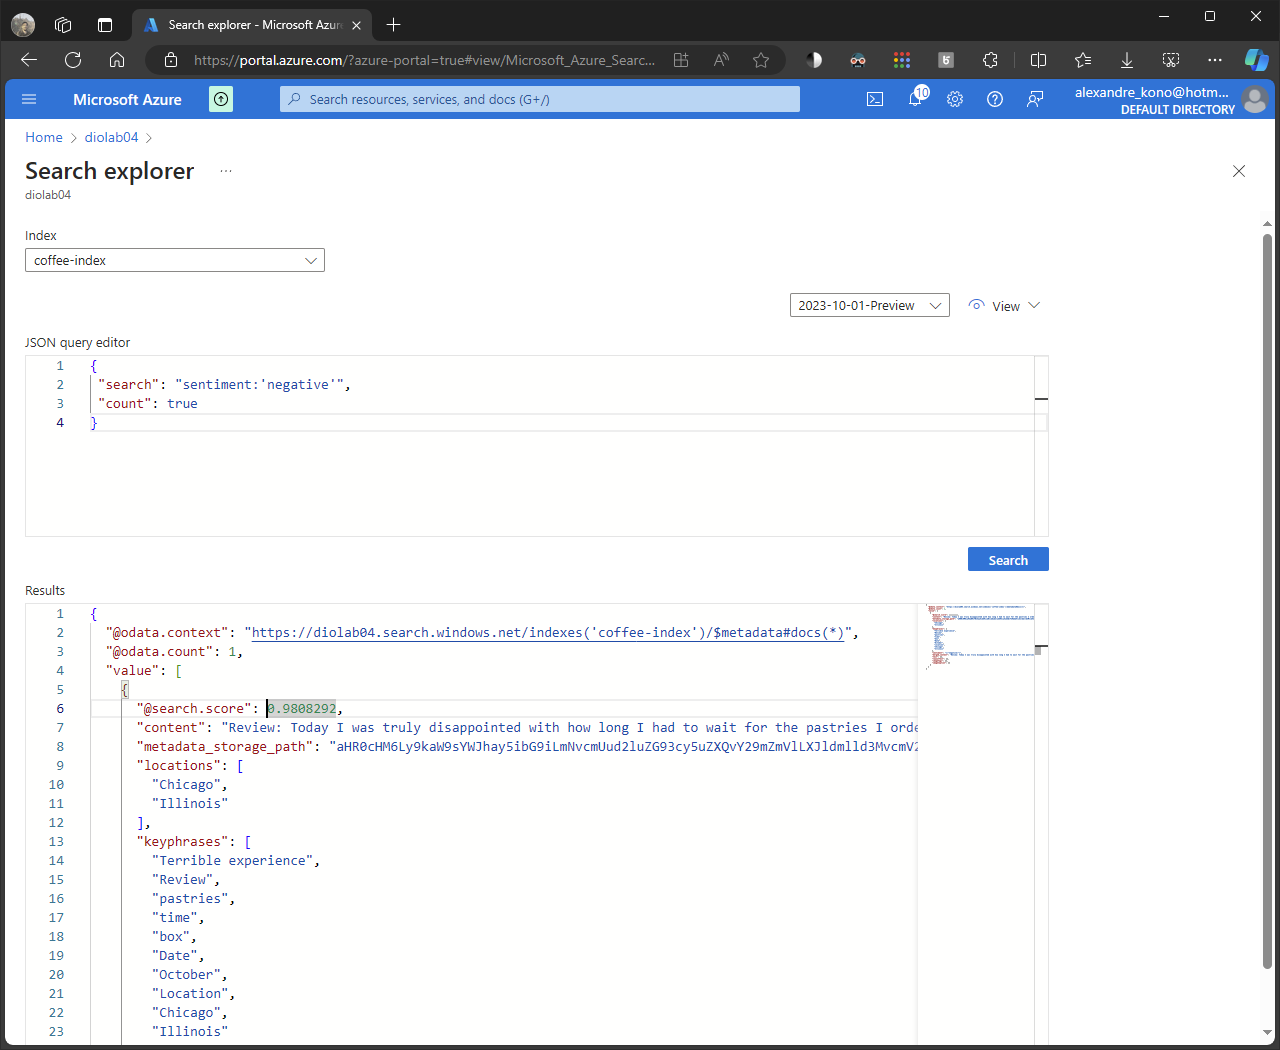 Search explorer - Microsoft Azure
https://portal.azure.com/?azure-portal=true#view/Microsoft_Azure_Searc...
Microsoft Azure
Search resources, services, and docs (G+/)
10
alexandre_kono@hotm...
DEFAULT DIRECTORY
Home > diolab04 >
Search explorer ...
diolab04
Index
coffee-index
2023-10-01-Preview
View
JSON query editor
1 {
2 "search": "sentiment:'negative'",
3 "count": true
4 }
Search
Results
1 {
2 "@odata.context": "https://diolab04.search.windows.net/indexes('coffee-index')/$metadata#docs(*)",
3 "@odata.count": 1,
4 "value": [
5 {
6 "@search.score": 0.9808292,
7 "content": "Review: Today I was truly disappointed with how long I had to wait for the pastries I orde
8 "metadata_storage_path": "aHR0cHM6Ly9kaW9sYWJhay5ibG9iLmNvcmUud2luZG93cy5uZXQvY29mZmVlLXJldmlld3MvcmV2
9 "locations": [
10 "Chicago",
11 "Illinois"
12 ],
13 "keyphrases": [
14 "Terrible experience",
15 "Review",
16 "pastries",
17 "time",
18 "box",
19 "Date",
20 "October",
21 "Location",
22 "Chicago",
23 "Illinois"